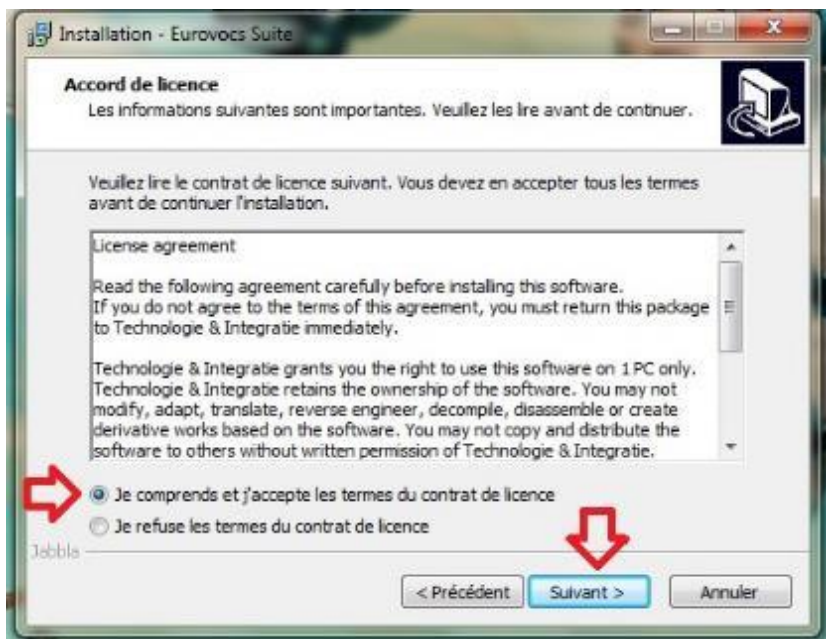 Installation - Eurovocs Suite
Accord de licence
Les informations suivantes sont importantes. Veuillez les lire avant de continuer.
Veuillez lire le contrat de licence suivant. Vous devez en accepter tous les termes
avant de continuer l'installation.
License agreement
Read the following agreement carefully before installing this software.
If you do not agree to the terms of this agreement, you must return this package
to Technologie & Integratie immediately.
Technologie & Integratie grants you the right to use this software on 1 PC only.
Technologie & Integratie retains the ownership of the software. You may not
modify, adapt, translate, reverse engineer, decompile, disassemble or create
derivative works based on the software. You may not copy and distribute the
software to others without written permission of Technologie & Integratie.
Je comprends et j'accepte les termes du contrat de licence
Je refuse les termes du contrat de licence
Jabbla
< Précédent Suivant > Annuler